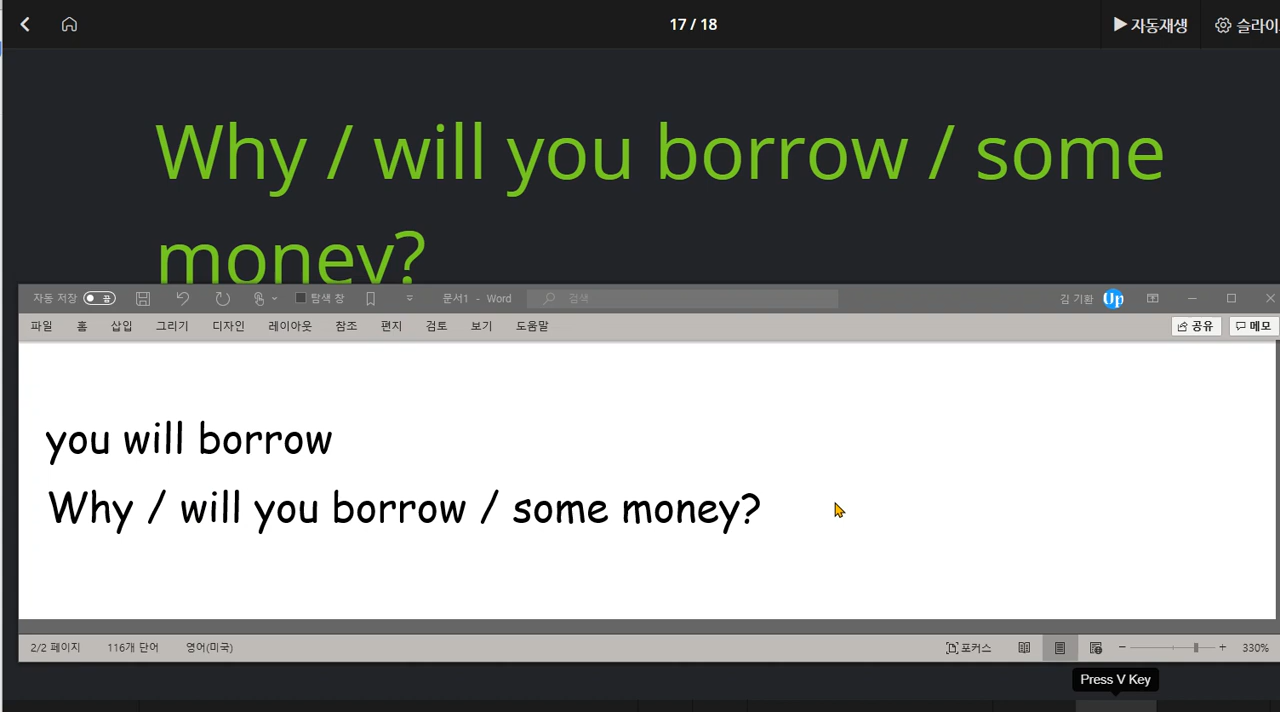 17 / 18
▶ 자동재생
슬라이
Why / will you borrow / some
money?
자동 저장 끔
탐색 창
문서1 - Word
검색
김 기환
Up
파일 홈 삽입 그리기 디자인 레이아웃 참조 편지 검토 보기 도움말
공유
메모
you will borrow
Why / will you borrow / some money?
2/2 페이지 116개 단어 영어(미국)
포커스
- + 330%
Press V Key